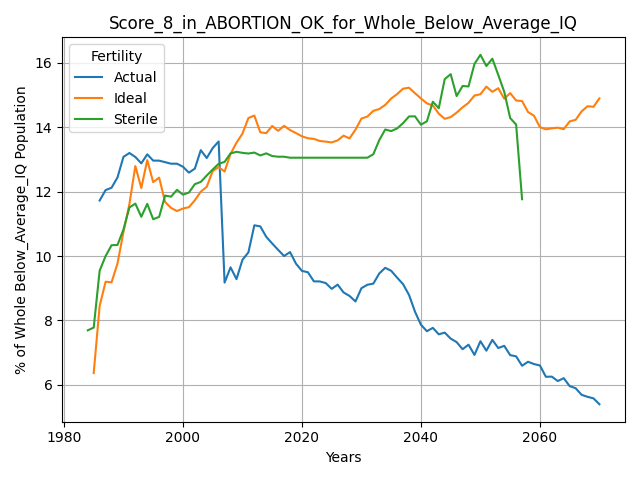 Score_8_in_ABORTION_OK_for_Whole_Below_Average_IQ
% of Whole Below_Average_IQ Population
16
14
12
10
8
6
Fertility
Actual
Ideal
Sterile
1980
2000
2020
2040
2060
Years